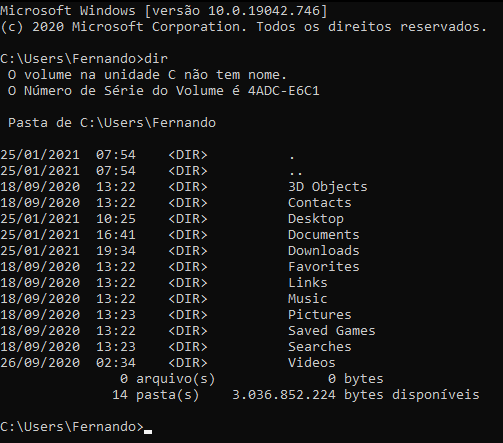 Microsoft Windows [versão 10.0.19042.746]
(c) 2020 Microsoft Corporation. Todos os direitos reservados.
C:\Users\Fernando>dir
O volume na unidade C não tem nome.
O Número de Série do Volume é 4ADC-E6C1
Pasta de C:\Users\Fernando
25/01/2021  07:54    <DIR>          .
25/01/2021  07:54    <DIR>          ..
18/09/2020  13:22    <DIR>          3D Objects
18/09/2020  13:22    <DIR>          Contacts
25/01/2021  10:25    <DIR>          Desktop
25/01/2021  16:41    <DIR>          Documents
25/01/2021  19:34    <DIR>          Downloads
18/09/2020  13:22    <DIR>          Favorites
18/09/2020  13:22    <DIR>          Links
18/09/2020  13:22    <DIR>          Music
18/09/2020  13:23    <DIR>          Pictures
18/09/2020  13:22    <DIR>          Saved Games
18/09/2020  13:23    <DIR>          Searches
26/09/2020  02:34    <DIR>          Videos
0 arquivo(s)              0 bytes
14 pasta(s)   3.036.852.224 bytes disponíveis
C:\Users\Fernando>